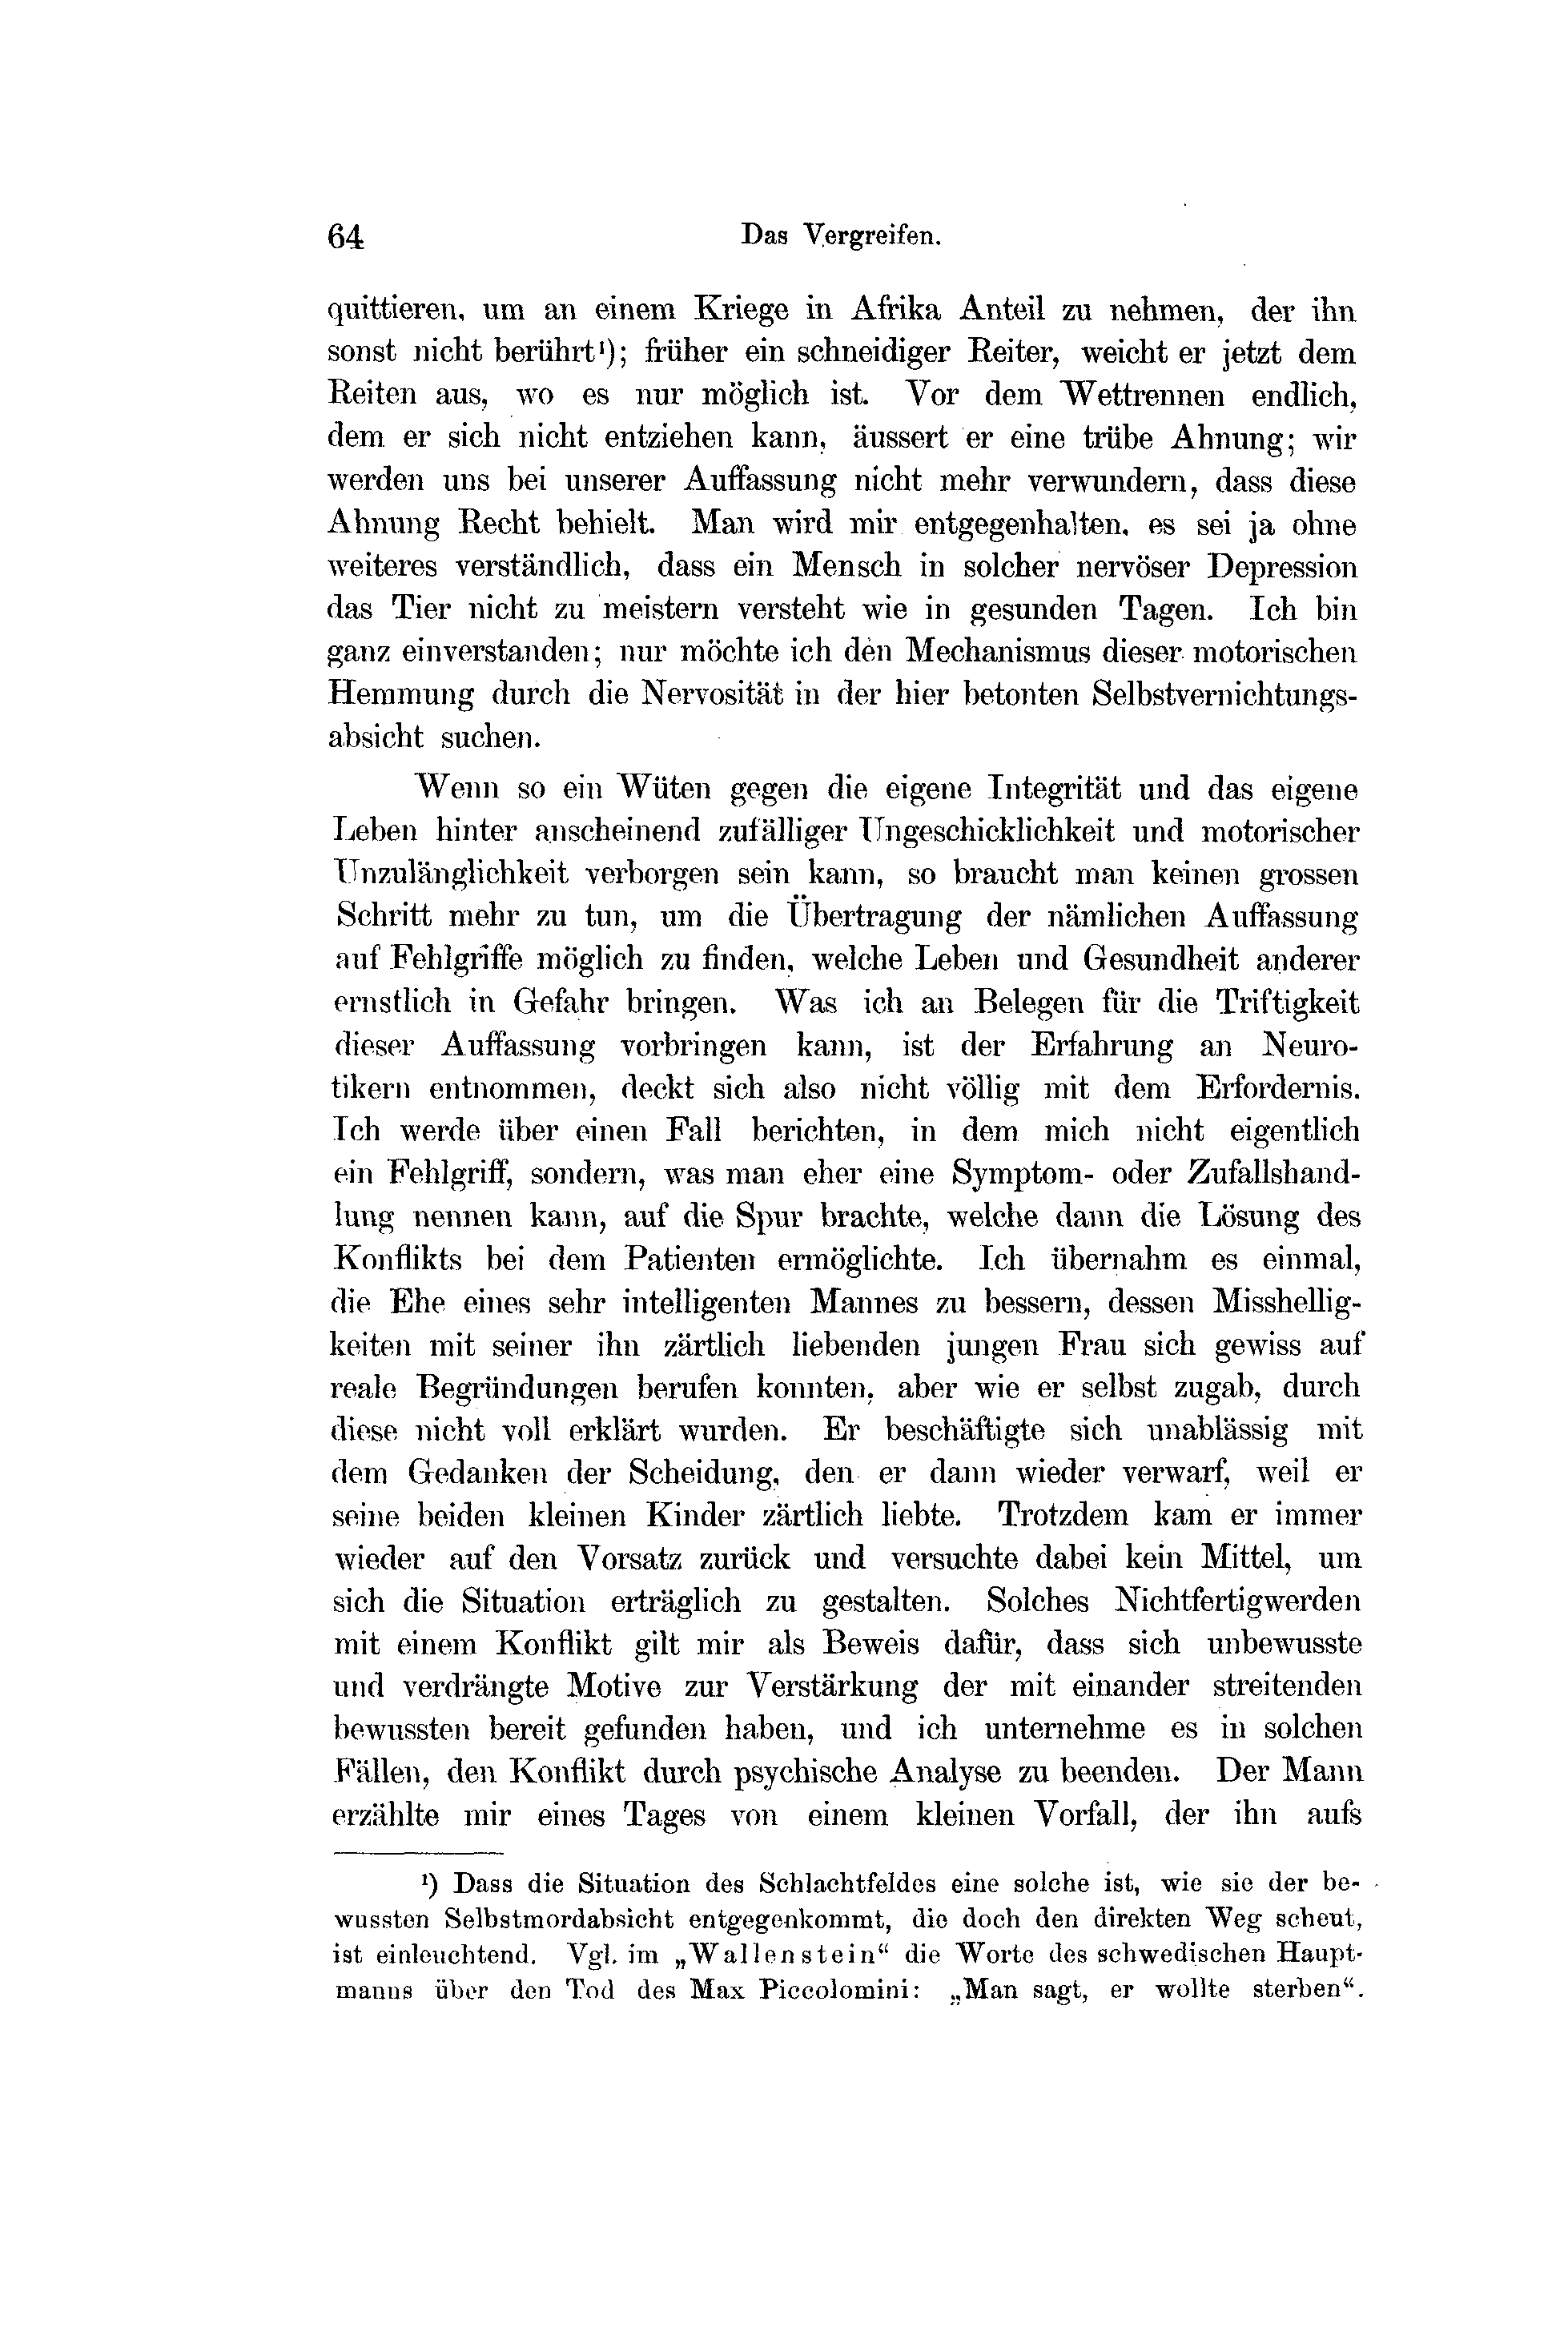 64 Das Vergreifen.
quittieren, um an einem Kriege in Afrika Anteil zu nehmen, der ihn
sonst nicht berührt¹); früher ein schneidiger Reiter, weicht er jetzt dem
Reiten aus, wo es nur möglich ist. Vor dem Wettrennen endlich,
dem er sich nicht entziehen kann, äussert er eine trübe Ahnung; wir
werden uns bei unserer Auffassung nicht mehr verwundern, dass diese
Ahnung Recht behielt. Man wird mir entgegenhalten, es sei ja ohne
weiteres verständlich, dass ein Mensch in solcher nervöser Depression
das Tier nicht zu meistern versteht wie in gesunden Tagen. Ich bin
ganz einverstanden; nur möchte ich den Mechanismus dieser motorischen
Hemmung durch die Nervosität in der hier betonten Selbstvernichtungs-
absicht suchen.
Wenn so ein Wüten gegen die eigene Integrität und das eigene
Leben hinter anscheinend zufälliger Ungeschicklichkeit und motorischer
Unzulänglichkeit verborgen sein kann, so braucht man keinen grossen
Schritt mehr zu tun, um die Übertragung der nämlichen Auffassung
auf Fehlgriffe möglich zu finden, welche Leben und Gesundheit anderer
ernstlich in Gefahr bringen. Was ich an Belegen für die Triftigkeit
dieser Auffassung vorbringen kann, ist der Erfahrung an Neuro-
tikern entnommen, deckt sich also nicht völlig mit dem Erfordernis.
Ich werde über einen Fall berichten, in dem mich nicht eigentlich
ein Fehlgriff, sondern, was man eher eine Symptom- oder Zufallshand-
lung nennen kann, auf die Spur brachte, welche dann die Lösung des
Konflikts bei dem Patienten ermöglichte. Ich übernahm es einmal,
die Ehe eines sehr intelligenten Mannes zu bessern, dessen Misshellig-
keiten mit seiner ihn zärtlich liebenden jungen Frau sich gewiss auf
reale Begründungen berufen konnten, aber wie er selbst zugab, durch
diese nicht voll erklärt wurden. Er beschäftigte sich unablässig mit
dem Gedanken der Scheidung, den er dann wieder verwarf, weil er
seine beiden kleinen Kinder zärtlich liebte. Trotzdem kam er immer
wieder auf den Vorsatz zurück und versuchte dabei kein Mittel, um
sich die Situation erträglich zu gestalten. Solches Nichtfertigwerden
mit einem Konflikt gilt mir als Beweis dafür, dass sich unbewusste
und verdrängte Motive zur Verstärkung der mit einander streitenden
bewussten bereit gefunden haben, und ich unternehme es in solchen
Fällen, den Konflikt durch psychische Analyse zu beenden. Der Mann
erzählte mir eines Tages von einem kleinen Vorfall, der ihn aufs
¹) Dass die Situation des Schlachtfeldes eine solche ist, wie sie der be-
wussten Selbstmordabsicht entgegenkommt, die doch den direkten Weg scheut,
ist einleuchtend. Vgl. im „Wallenstein“ die Worte des schwedischen Haupt-
manns über den Tod des Max Piccolomini: „Man sagt, er wollte sterben“.